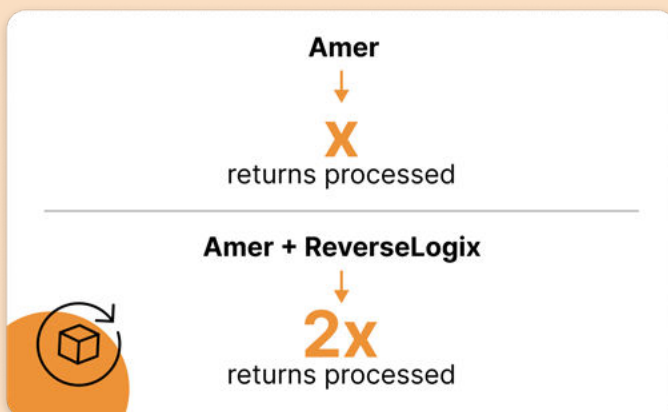 Amer
x
returns processed
Amer + ReverseLogix
2x
returns processed